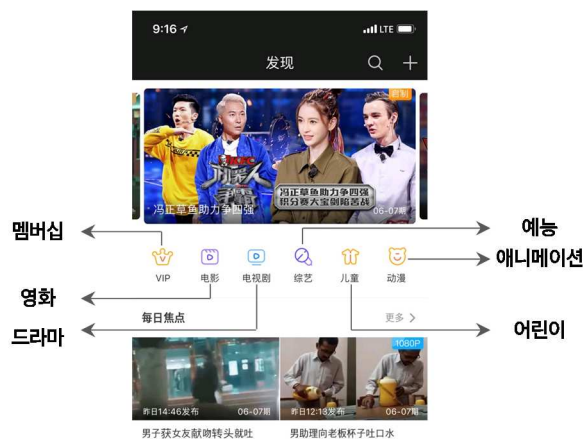 9:16
LTE
发现
自制
冯正草鱼助力争四强
冯正草鱼助力争四强
积分赛大宝剑陷苦战
06-07期
멤버십
예능
애니메이션
VIP
电影
电视剧
综艺
儿童
动漫
영화
드라마
어린이
每日焦点
更多
1080P
昨日14:46发布
06-07期
昨日12:13发布
06-07期
男子获女友献吻转头就吐
男助理向老板杯子吐口水